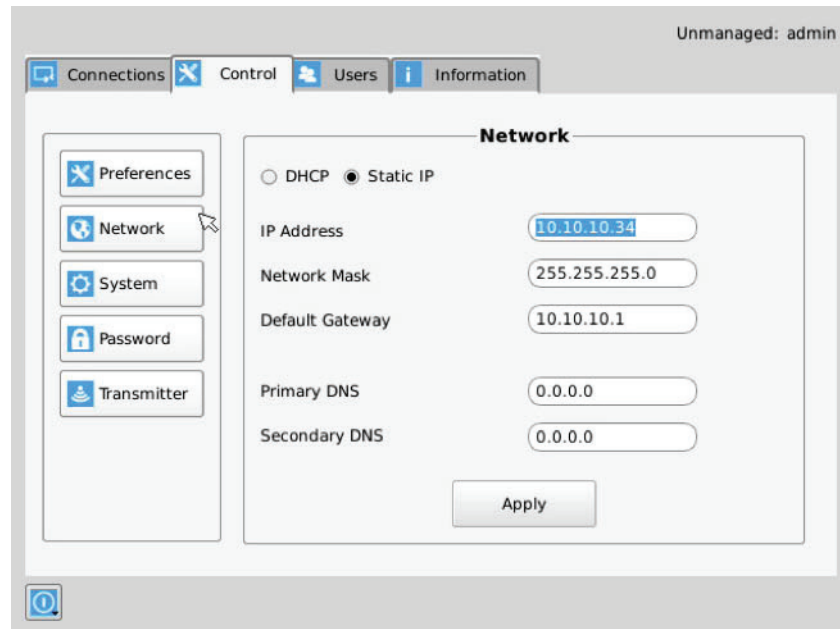 Unmanaged: admin
Connections Control Users Information
Network
Preferences
DHCP Static IP
Network
IP Address 10.10.10.34
System
Network Mask 255.255.255.0
Default Gateway 10.10.10.1
Password
Transmitter
Primary DNS 0.0.0.0
Secondary DNS 0.0.0.0
Apply